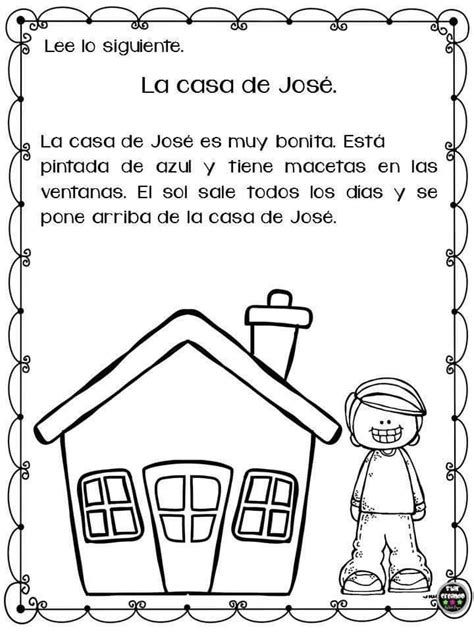 Lee lo siguiente.
La casa de José.
La casa de José es muy bonita. Está
pintada de azul y tiene macetas en las
ventanas. El sol sale todos los días y se
pone arriba de la casa de José.